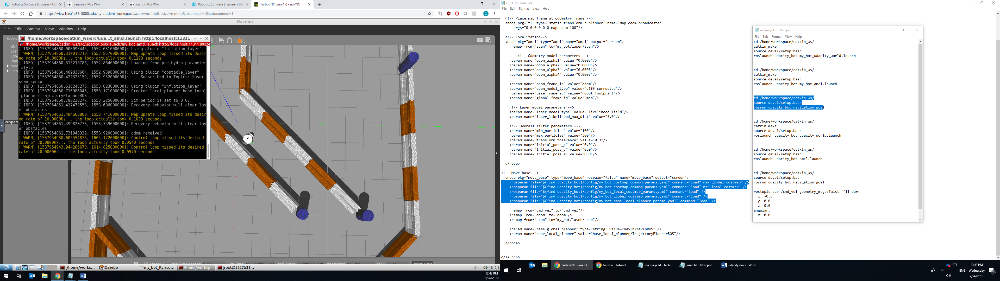 Robotics Software Engineer - Ud
Sensors - ROS Wiki
xacro - ROS Wiki
Robotics Software Engineer - Ud
TurboVNC: unix:1 () - noVNC
https://view1cea1e58-3000.udacity-student-workspaces.com/vnc.html?resize=remote&reconnect=1&autoconnect=1
Gazebo
File Edit Camera View Window Help
World
GUI
Scen
Sphe
Phys
Mod
Ligh
Propert
/home/workspace/catkin_ws/src/uda...t_amcl.launch http://localhost:11311
/home/workspace/catkin_ws/src/udacity_bot/launch/my_bot_amcl.launch http://localhost:11311 80x24
[ INFO] [1537954860.000098445, 1552.631000000]: Using plugin "inflation_layer"
[ WARN] [1537954860.310018719, 1552.857000000]: Map update loop missed its desir
ed rate of 10.0000Hz... the loop actually took 0.1190 seconds
[ INFO] [1537954860.315216786, 1552.864000000]: Loading from pre-hydro parameter
style
[ INFO] [1537954860.409830664, 1552.939000000]: Using plugin "obstacle_layer"
[ INFO] [1537954860.422325159, 1552.952000000]: Subscribed to Topics: laser_
scan_sensor
[ INFO] [1537954860.516246275, 1553.023000000]: Using plugin "inflation_layer"
[ INFO] [1537954860.716986046, 1553.171000000]: Created local_planner base_local
_planner/TrajectoryPlannerROS
[ INFO] [1537954860.790238277, 1553.225000000]: Sim period is set to 0.07
[ INFO] [1537954861.417478558, 1553.696000000]: Recovery behavior will clear lay
er obstacles
[ WARN] [1537954861.484663800, 1553.741000000]: Map update loop missed its desir
ed rate of 10.0000Hz... the loop actually took 0.1030 seconds
[ INFO] [1537954861.499820773, 1553.759000000]: Recovery behavior will clear lay
er obstacles
[ INFO] [1537954861.731948339, 1553.920000000]: odom received!
[ WARN] [1537954930.605554876, 1605.172000000]: Control loop missed its desired
rate of 20.0000Hz... the loop actually took 0.0540 seconds
[ WARN] [1537954943.944286670, 1614.825000000]: Control loop missed its desired
rate of 20.0000Hz... the loop actually took 0.0570 seconds
[/home/works... Gazebo my_bot_Rvizco... /home/worksp... [root@5227b31... 09:43
12:43 PM
9/26/2018
amcl.txt - Notepad
File Edit Format View Help
<!-- Place map frame at odometry frame -->
<node pkg="tf" type="static_transform_publisher" name="map_odom_broadcaster"
args="0 0 0 0 0 0 map odom 100"/>
<!-- Localization-->
<node pkg="amcl" type="amcl" name="amcl" output="screen">
<remap from="scan" to="my_bot/laser/scan"/>
<!-- Odometry model parameters -->
<param name="odom_alpha1" value="0.0008"/>
<param name="odom_alpha2" value="0.0008"/>
<param name="odom_alpha3" value="0.0008"/>
<param name="odom_alpha4" value="0.0008"/>
<param name="odom_frame_id" value="odom"/>
<param name="odom_model_type" value="diff-corrected"/>
<param name="base_frame_id" value="robot_footprint"/>
<param name="global_frame_id" value="map"/>
<!-- Laser model parameters -->
<param name="laser_model_type" value="likelihood_field"/>
<param name="laser_likelihood_max_dist" value="3.0"/>
<!-- Overall filter parameters -->
<param name="min_particles" value="100"/>
<param name="max_particles" value="300"/>
<param name="transform_tolerance" value="0.3"/>
<param name="initial_pose_x" value="0.0"/>
<param name="initial_pose_y" value="0.0"/>
<param name="initial_pose_a" value="0.0"/>
</node>
<!-- Move base -->
<node pkg="move_base" type="move_base" respawn="false" name="move_base" output="screen">
<rosparam file="$(find udacity_bot)/config/my_bot_costmap_common_params.yaml" command="load" ns="global_costmap" />
<rosparam file="$(find udacity_bot)/config/my_bot_costmap_common_params.yaml" command="load" ns="local_costmap" />
<rosparam file="$(find udacity_bot)/config/my_bot_local_costmap_params.yaml" command="load" />
<rosparam file="$(find udacity_bot)/config/my_bot_global_costmap_params.yaml" command="load" />
<rosparam file="$(find udacity_bot)/config/my_bot_base_local_planner_params.yaml" command="load" />
<remap from="cmd_vel" to="cmd_vel"/>
<remap from="odom" to="odom"/>
<remap from="scan" to="my_bot/laser/scan"/>
<param name="base_global_planner" type="string" value="navfn/NavfnROS" />
<param name="base_local_planner" value="base_local_planner/TrajectoryPlannerROS"/>
</node>
</launch>
ros msgs.txt - Notepad
File Edit Format View Help
cd /home/workspace/catkin_ws/
catkin_make
source devel/setup.bash
roslaunch udacity_bot my_bot_udacity_world.launch
cd /home/workspace/catkin_ws/
catkin_make
source devel/setup.bash
roslaunch udacity_bot my_bot_amcl.launch
cd /home/workspace/catkin_ws/
source devel/setup.bash
rosrun udacity_bot navigation_goal
cd /home/workspace/catkin_ws/
catkin_make
source devel/setup.bash
roslaunch udacity_bot udacity_world.launch
cd /home/workspace/catkin_ws/
source devel/setup.bash
roslaunch udacity_bot amcl.launch
cd /home/workspace/catkin_ws/
source devel/setup.bash
rosrun udacity_bot navigation_goal
rostopic pub /cmd_vel geometry_msgs/Twist "linear:
x: -0.5
y: 0.0
z: 0.0
angular:
x: 0.0
TurboVNC: unix:1 (... Gazebo : Tutorial : ... ros msgs.txt - Note amcl.txt - Notepad udacity.docx - Word
ENG
12:43 PM
Wednesday
9/26/2018